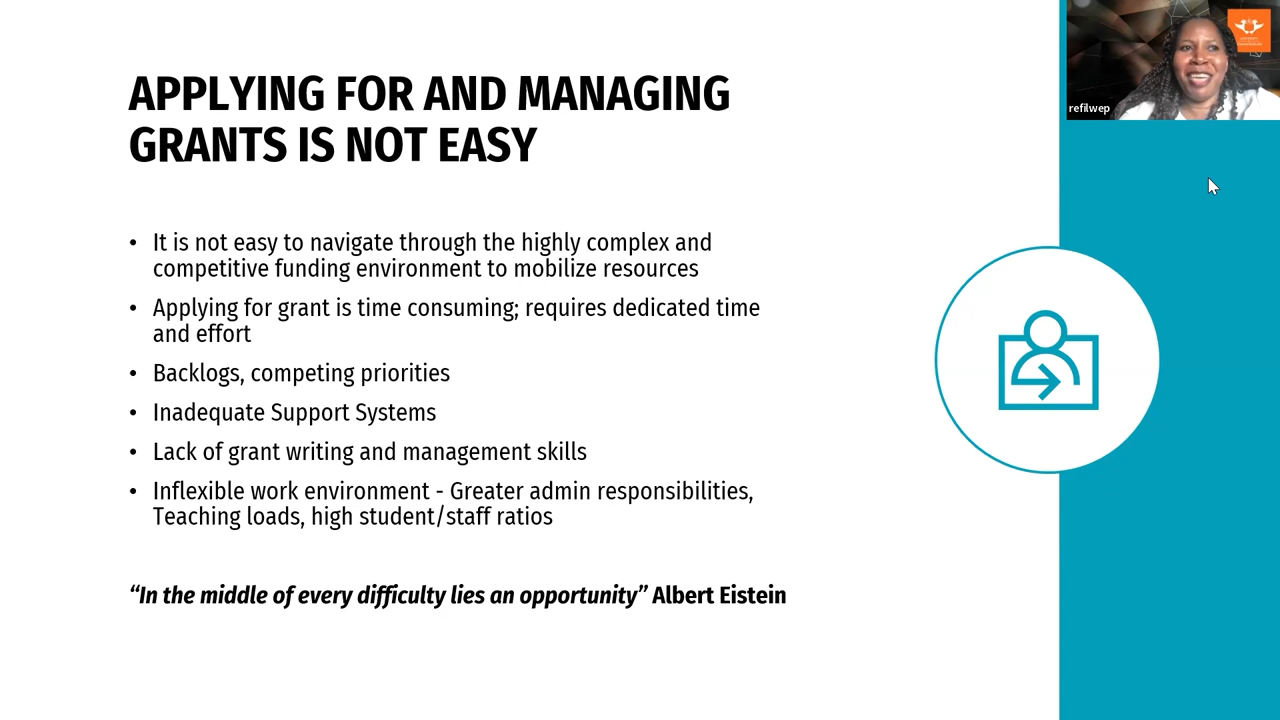 APPLYING FOR AND MANAGING
GRANTS IS NOT EASY
• It is not easy to navigate through the highly complex and
competitive funding environment to mobilize resources
• Applying for grant is time consuming; requires dedicated time
and effort
• Backlogs, competing priorities
• Inadequate Support Systems
• Lack of grant writing and management skills
• Inflexible work environment - Greater admin responsibilities,
Teaching loads, high student/staff ratios
“In the middle of every difficulty lies an opportunity” Albert Eistein
refilwep